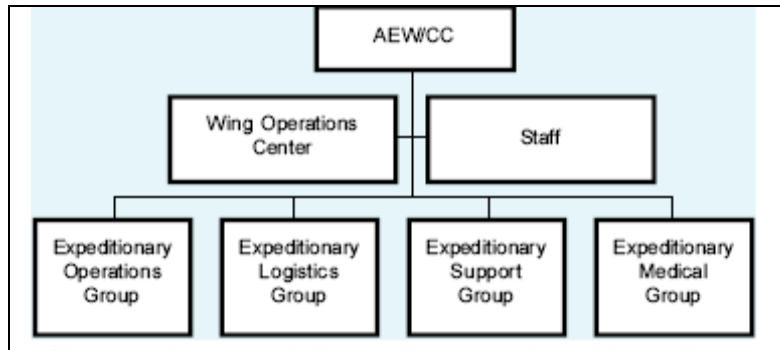 AEW/CC
Wing Operations
Center
Staff
Expeditionary
Operations
Group
Expeditionary
Logistics
Group
Expeditionary
Support
Group
Expeditionary
Medical
Group